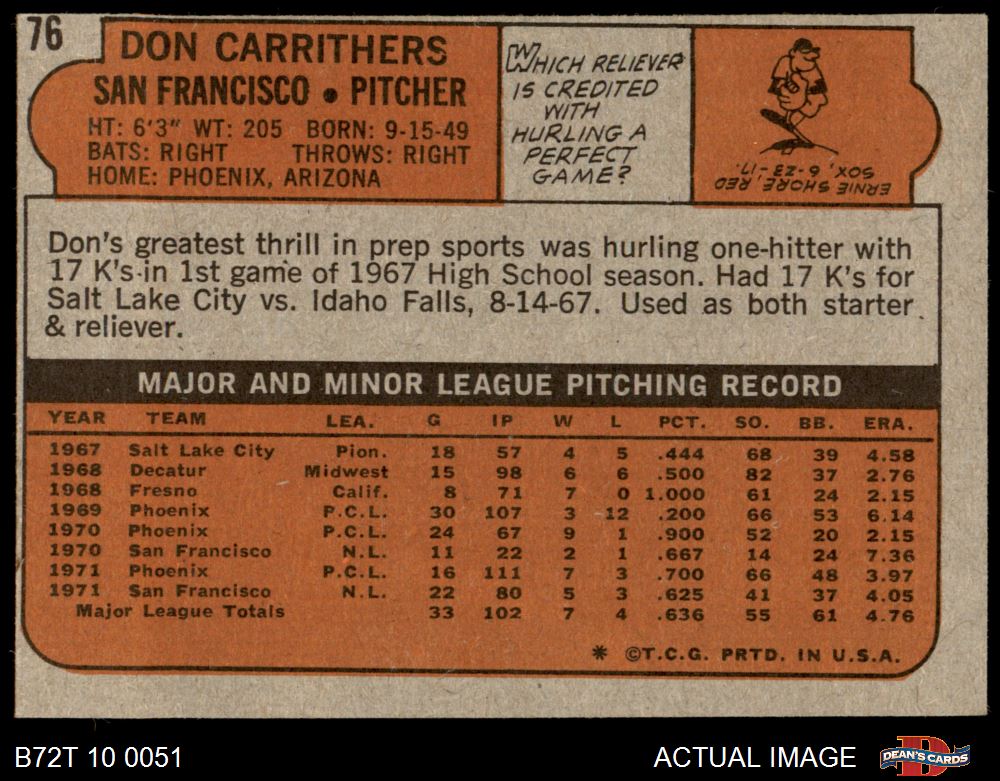 76
DON CARRITHERS
SAN FRANCISCO • PITCHER
HT: 6'3" WT: 205 BORN: 9-15-49
BATS: RIGHT THROWS: RIGHT
HOME: PHOENIX, ARIZONA
WHICH RELIEVER
IS CREDITED
WITH
HURLING A
PERFECT
GAME?
ERNIE SHORE, RED
SOX, 6-23-17.
Don's greatest thrill in prep sports was hurling one-hitter with
17 K's in 1st game of 1967 High School season. Had 17 K's for
Salt Lake City vs. Idaho Falls, 8-14-67. Used as both starter
& reliever.
MAJOR AND MINOR LEAGUE PITCHING RECORD
YEAR TEAM LEA. G IP W L PCT. SO. BB. ERA.
1967 Salt Lake City Pion. 18 57 4 5 .444 68 39 4.58
1968 Decatur Midwest 15 98 6 6 .500 82 37 2.76
1968 Fresno Calif. 8 71 7 0 1.000 61 24 2.15
1969 Phoenix P.C.L. 30 107 3 12 .200 66 53 6.14
1970 Phoenix P.C.L. 24 67 9 1 .900 52 20 2.15
1970 San Francisco N.L. 11 22 2 1 .667 14 24 7.36
1971 Phoenix P.C.L. 16 111 7 3 .700 66 48 3.97
1971 San Francisco N.L. 22 80 5 3 .625 41 37 4.05
Major League Totals 33 102 7 4 .636 55 61 4.76
* ©T.C.G. PRTD. IN U.S.A.
B72T 10 0051
ACTUAL IMAGE
D
DEAN'S CARDS